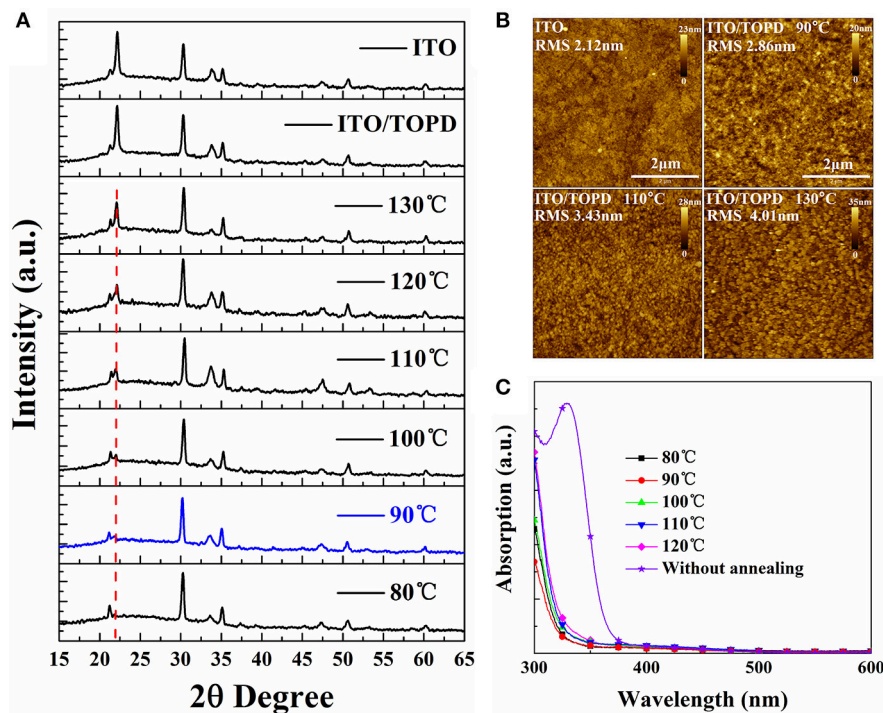 A
Intensity (a.u.)
ITO
ITO/TOPD
130℃
120℃
110℃
100℃
90℃
80℃
15 20 25 30 35 40 45 50 55 60 65
2θ Degree
B
ITO
RMS 2.12nm
23nm
0
2μm
ITO/TOPD 90°C
RMS 2.86nm
20nm
0
2μm
ITO/TOPD 110°C
RMS 3.43nm
28nm
0
ITO/TOPD 130°C
RMS 4.01nm
35nm
0
C
Absorption (a.u.)
80℃
90℃
100℃
110℃
120℃
Without annealing
300 400 500 600
Wavelength (nm)